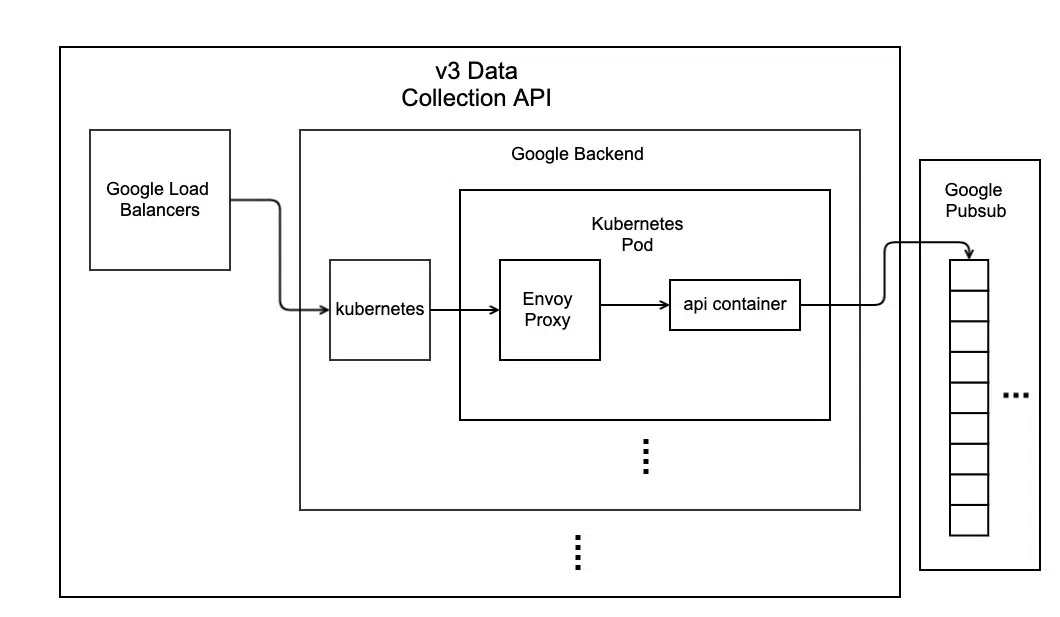 v3 Data
Collection API
Google Load
Balancers
Google Backend
kubernetes
Kubernetes
Pod
Envoy
Proxy
api container
Google
Pubsub